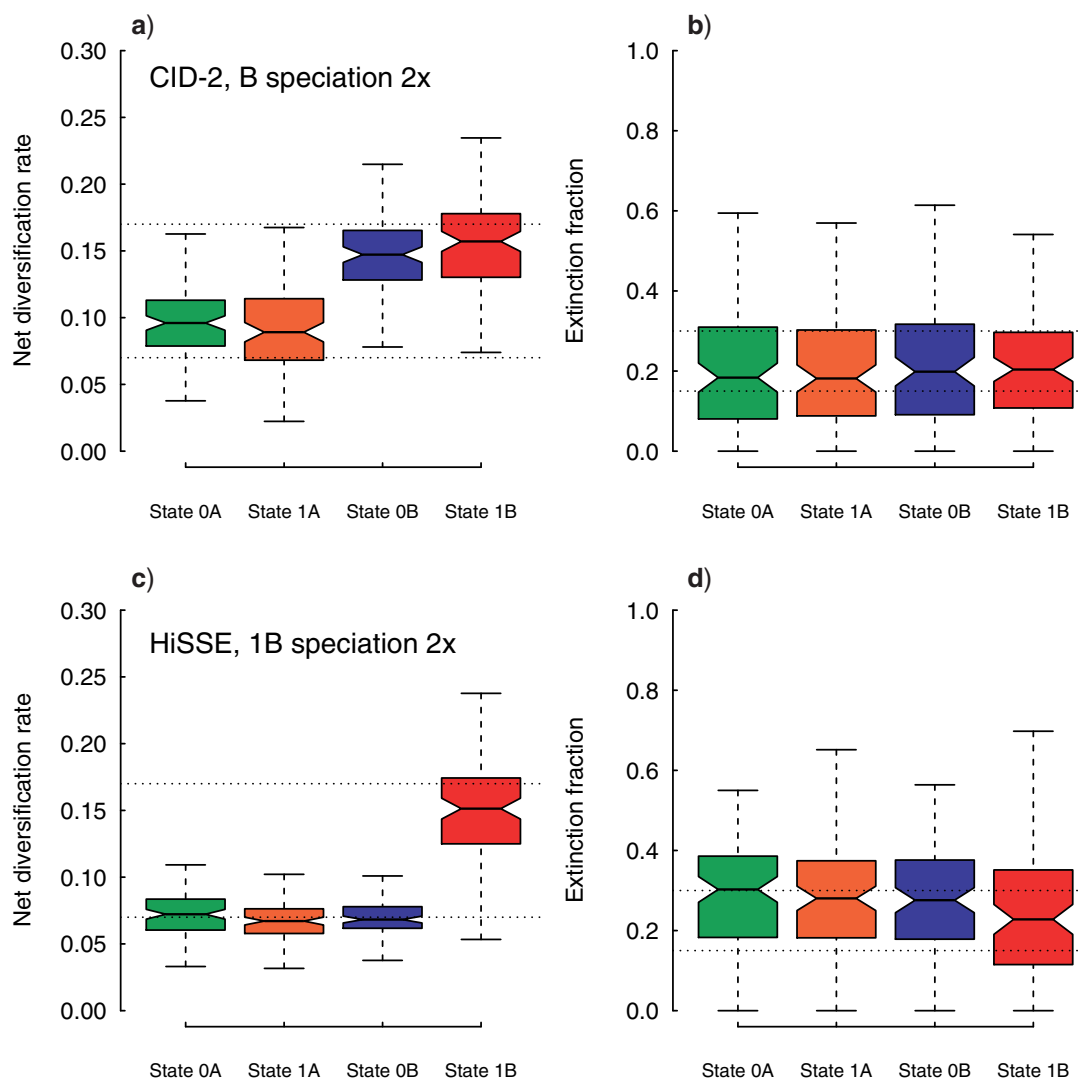 a)
0.30
0.25
0.20
0.15
0.10
0.05
0.00
Net diversification rate
CID-2, B speciation 2x
State 0A State 1A State 0B State 1B
b)
1.0
0.8
0.6
0.4
0.2
0.0
Extinction fraction
State 0A State 1A State 0B State 1B
c)
0.30
0.25
0.20
0.15
0.10
0.05
0.00
Net diversification rate
HiSSE, 1B speciation 2x
State 0A State 1A State 0B State 1B
d)
1.0
0.8
0.6
0.4
0.2
0.0
Extinction fraction
State 0A State 1A State 0B State 1B